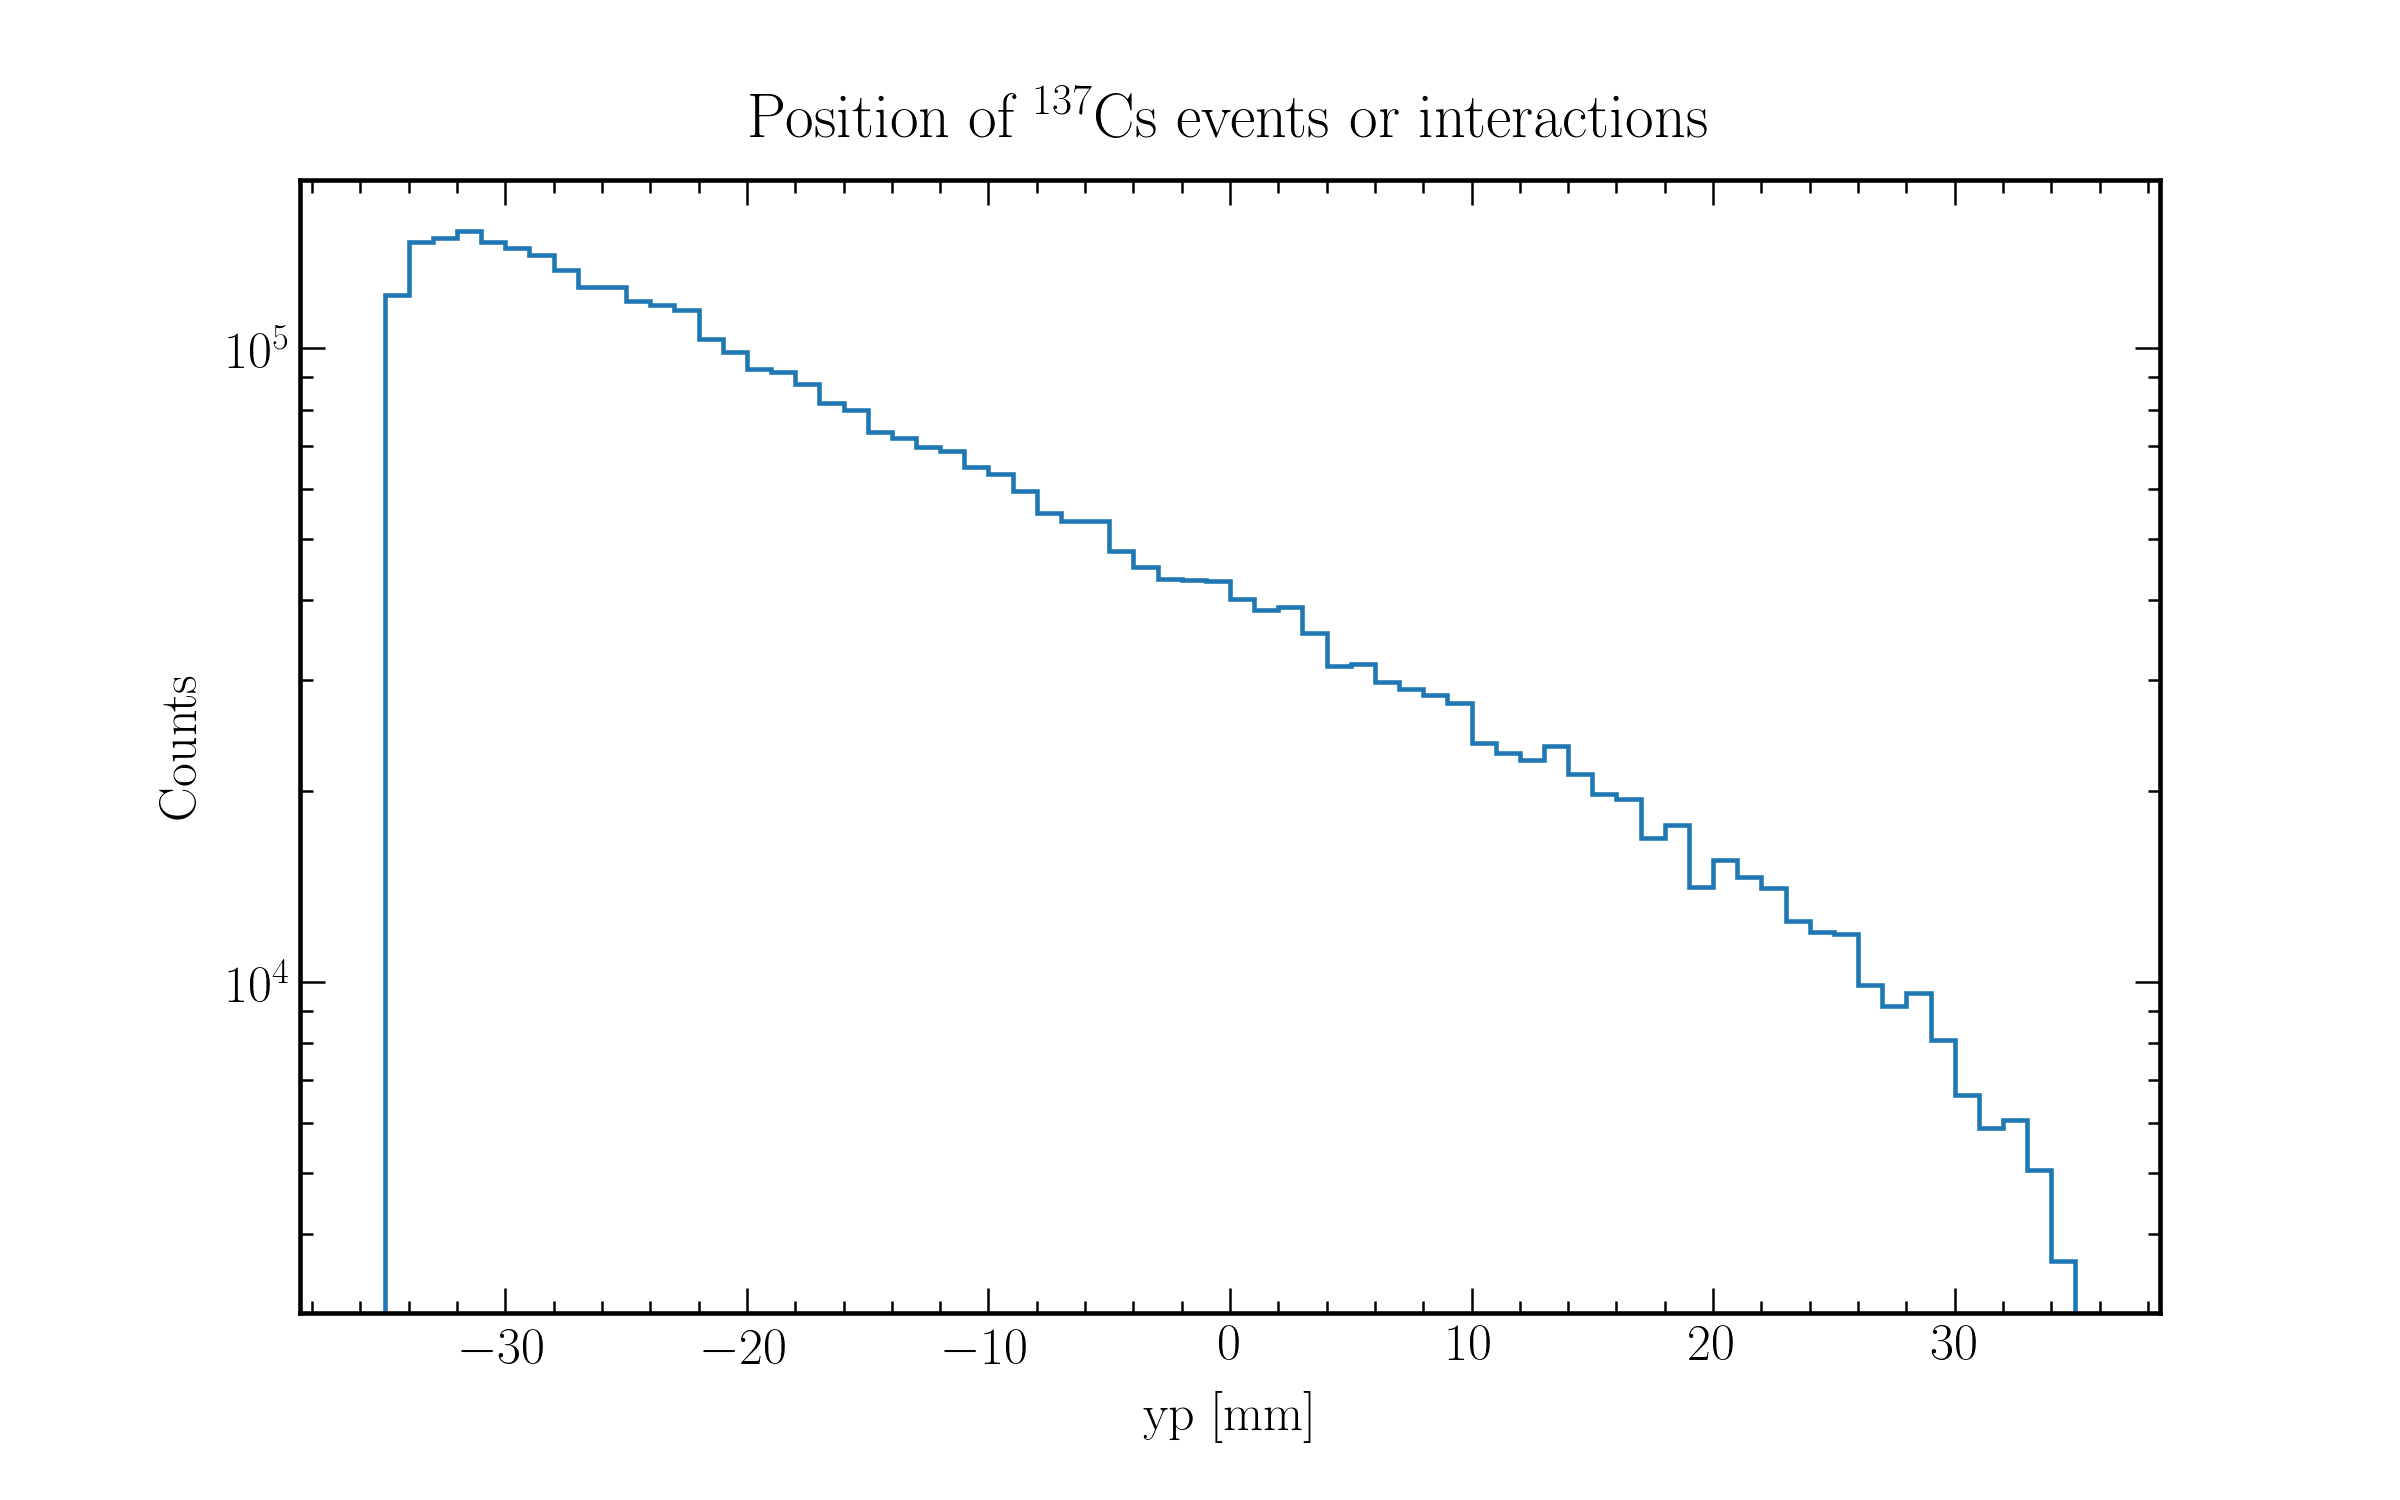 Position of ¹³⁷Cs events or interactions
10⁵
10⁴
Counts
−30 −20 −10 0 10 20 30
yp [mm]